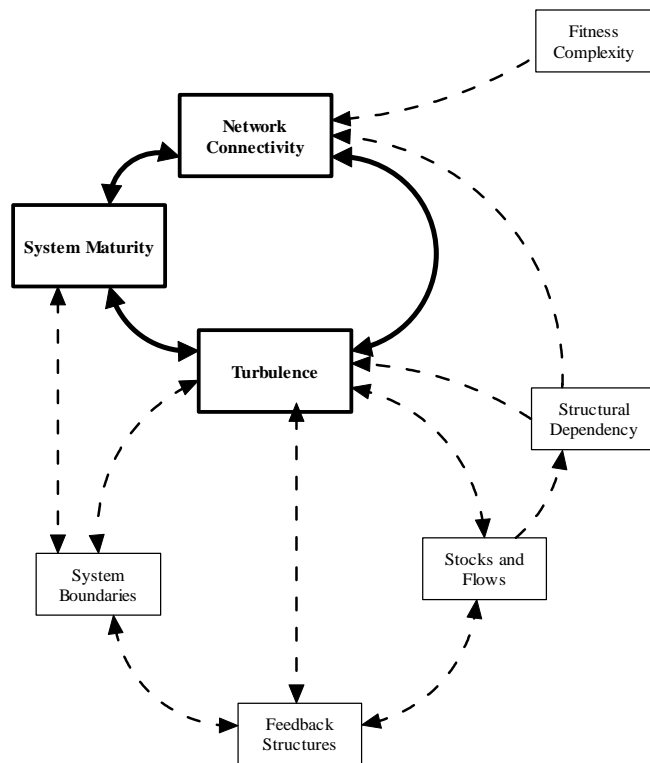 Fitness
Complexity
Network
Connectivity
System Maturity
Turbulence
Structural
Dependency
System
Boundaries
Stocks and
Flows
Feedback
Structures